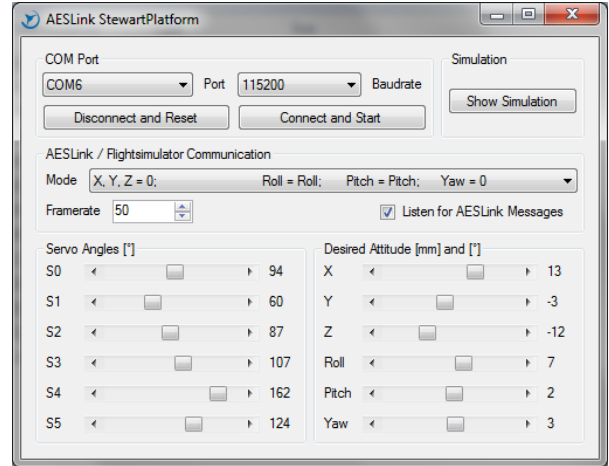 AESLink StewartPlatform
COM Port
COM6 Port 115200 Baudrate
Disconnect and Reset Connect and Start
Simulation
Show Simulation
AESLink / Flightsimulator Communication
Mode X, Y, Z = 0; Roll = Roll; Pitch = Pitch; Yaw = 0
Framerate 50 Listen for AESLink Messages
Servo Angles [°]
S0 94
S1 60
S2 87
S3 107
S4 162
S5 124
Desired Attitude [mm] and [°]
X 13
Y -3
Z -12
Roll 7
Pitch 2
Yaw 3